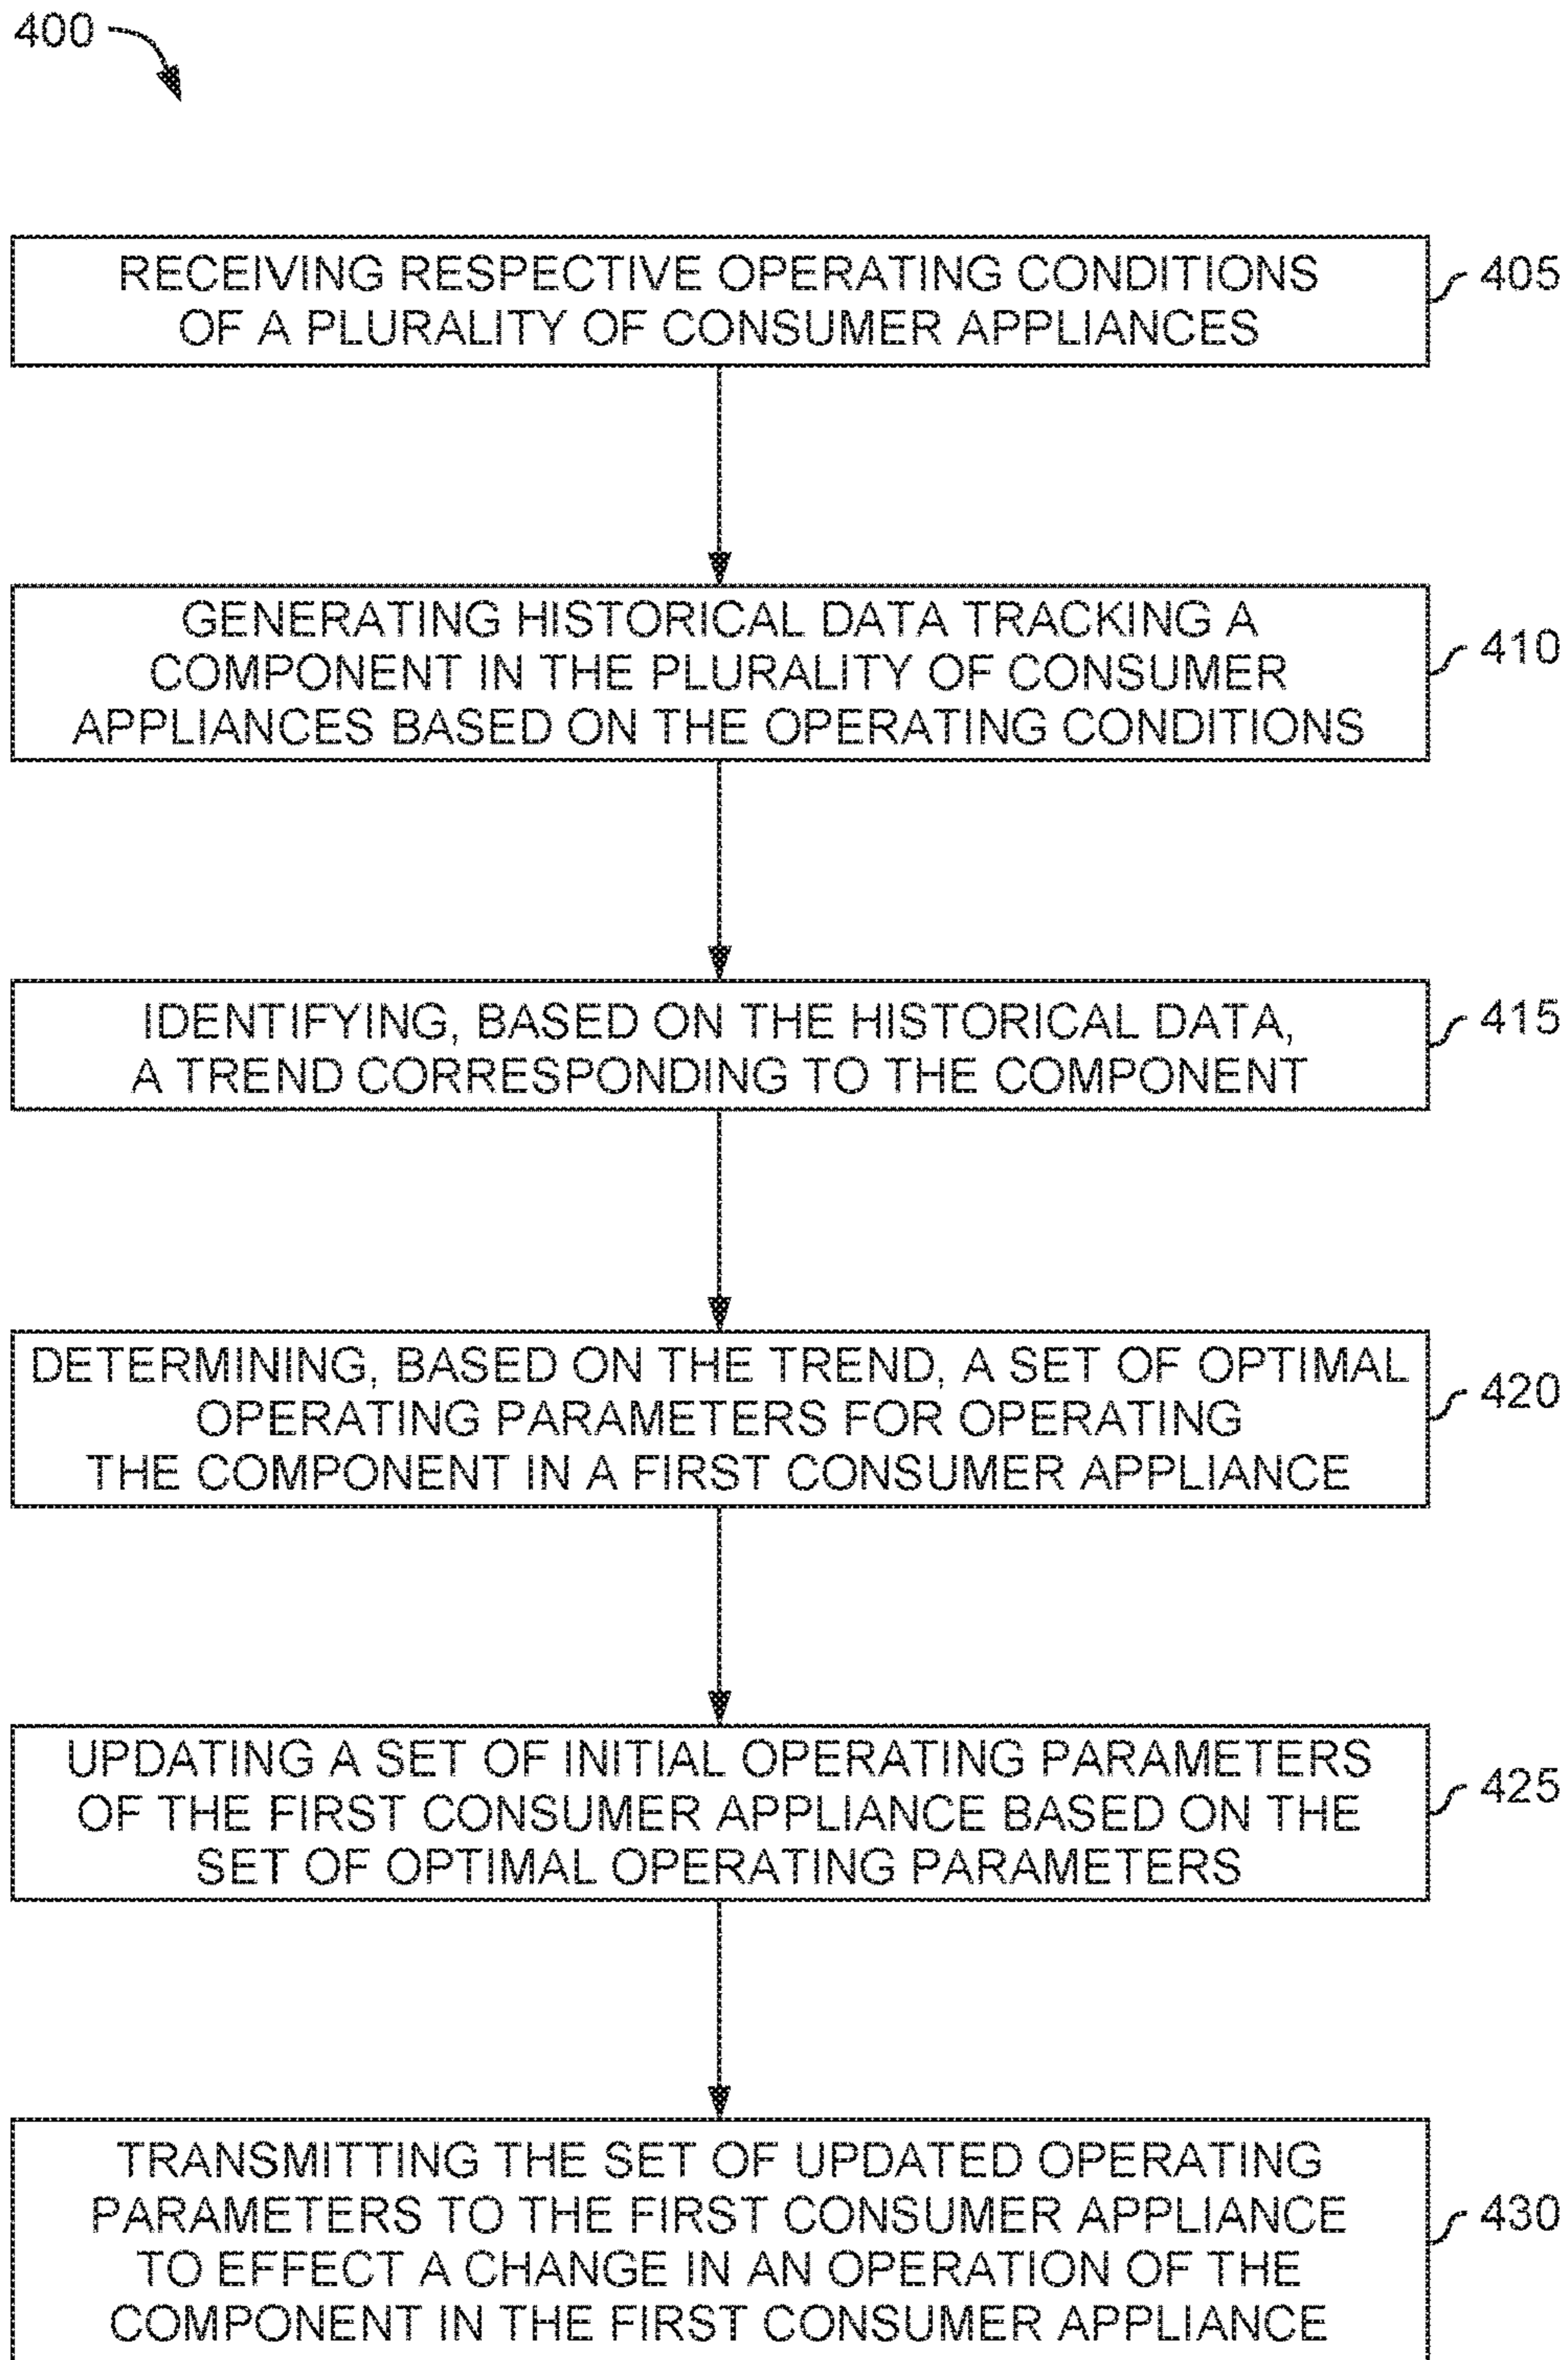 400
RECEIVING RESPECTIVE OPERATING CONDITIONS
OF A PLURALITY OF CONSUMER APPLIANCES
405
GENERATING HISTORICAL DATA TRACKING A
COMPONENT IN THE PLURALITY OF CONSUMER
APPLIANCES BASED ON THE OPERATING CONDITIONS
410
IDENTIFYING, BASED ON THE HISTORICAL DATA,
A TREND CORRESPONDING TO THE COMPONENT
415
DETERMINING, BASED ON THE TREND, A SET OF OPTIMAL
OPERATING PARAMETERS FOR OPERATING
THE COMPONENT IN A FIRST CONSUMER APPLIANCE
420
UPDATING A SET OF INITIAL OPERATING PARAMETERS
OF THE FIRST CONSUMER APPLIANCE BASED ON THE
SET OF OPTIMAL OPERATING PARAMETERS
425
TRANSMITTING THE SET OF UPDATED OPERATING
PARAMETERS TO THE FIRST CONSUMER APPLIANCE
TO EFFECT A CHANGE IN AN OPERATION OF THE
COMPONENT IN THE FIRST CONSUMER APPLIANCE
430